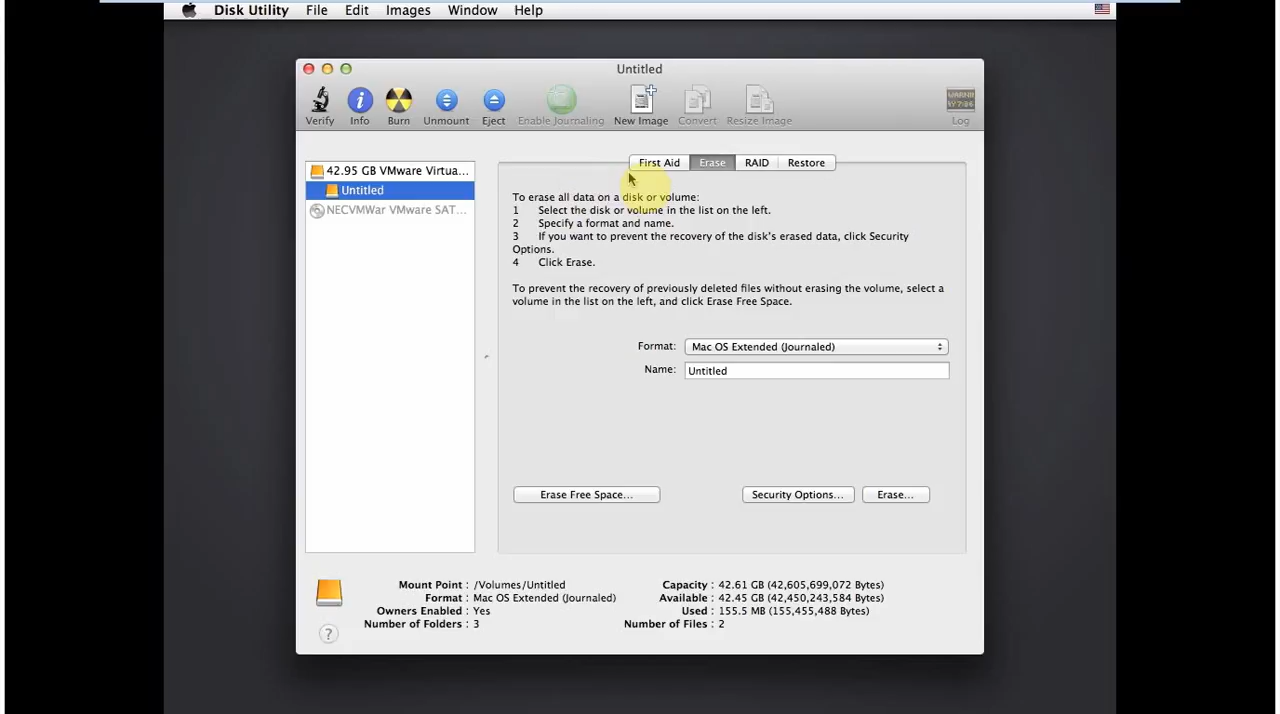 Disk Utility File Edit Images Window Help
Untitled
Verify Info Burn Unmount Eject Enable Journaling New Image Convert Resize Image Log
42.95 GB VMware Virtua...
Untitled
NECVMWar VMware SAT...
First Aid Erase RAID Restore
To erase all data on a disk or volume:
1 Select the disk or volume in the list on the left.
2 Specify a format and name.
3 If you want to prevent the recovery of the disk's erased data, click Security
Options.
4 Click Erase.
To prevent the recovery of previously deleted files without erasing the volume, select a
volume in the list on the left, and click Erase Free Space.
Format: Mac OS Extended (Journaled)
Name: Untitled
Erase Free Space... Security Options... Erase...
Mount Point : /Volumes/Untitled
Format : Mac OS Extended (Journaled)
Owners Enabled : Yes
Number of Folders : 3
Capacity : 42.61 GB (42,605,699,072 Bytes)
Available : 42.45 GB (42,450,243,584 Bytes)
Used : 155.5 MB (155,455,488 Bytes)
Number of Files : 2
?